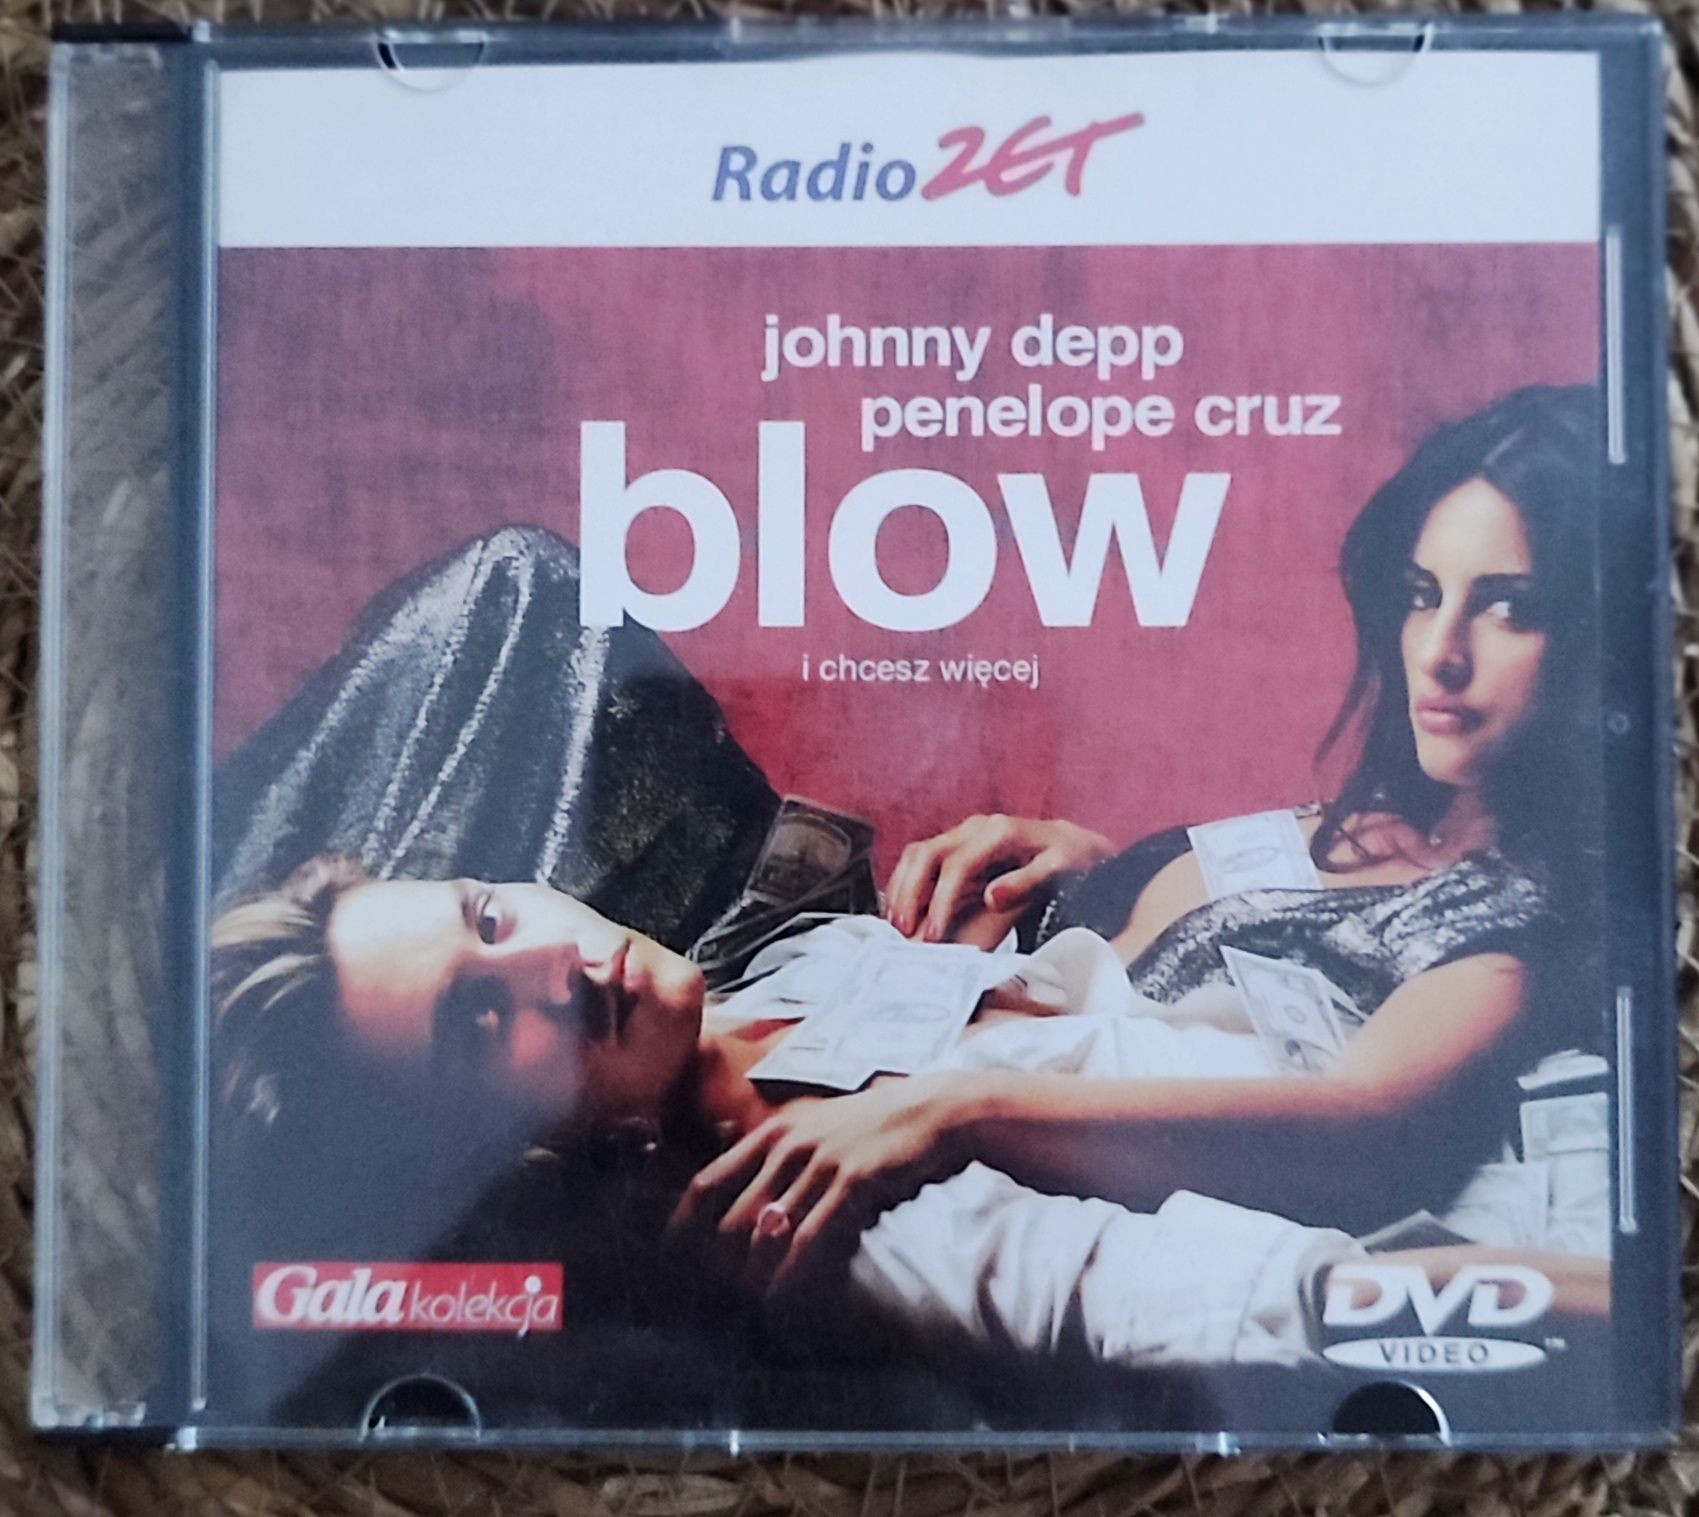 Radio ZET
johnny depp
penelope cruz
blow
i chcesz więcej
Gala kolekcja
DVD
VIDEO